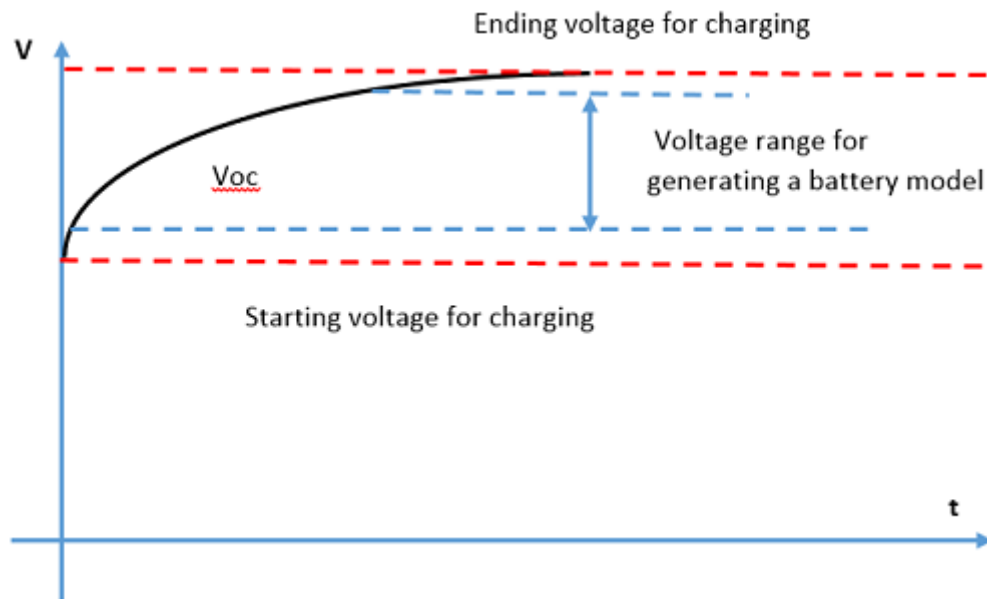 Ending voltage for charging
V
Voltage range for
generating a battery model
Voc
Starting voltage for charging
t